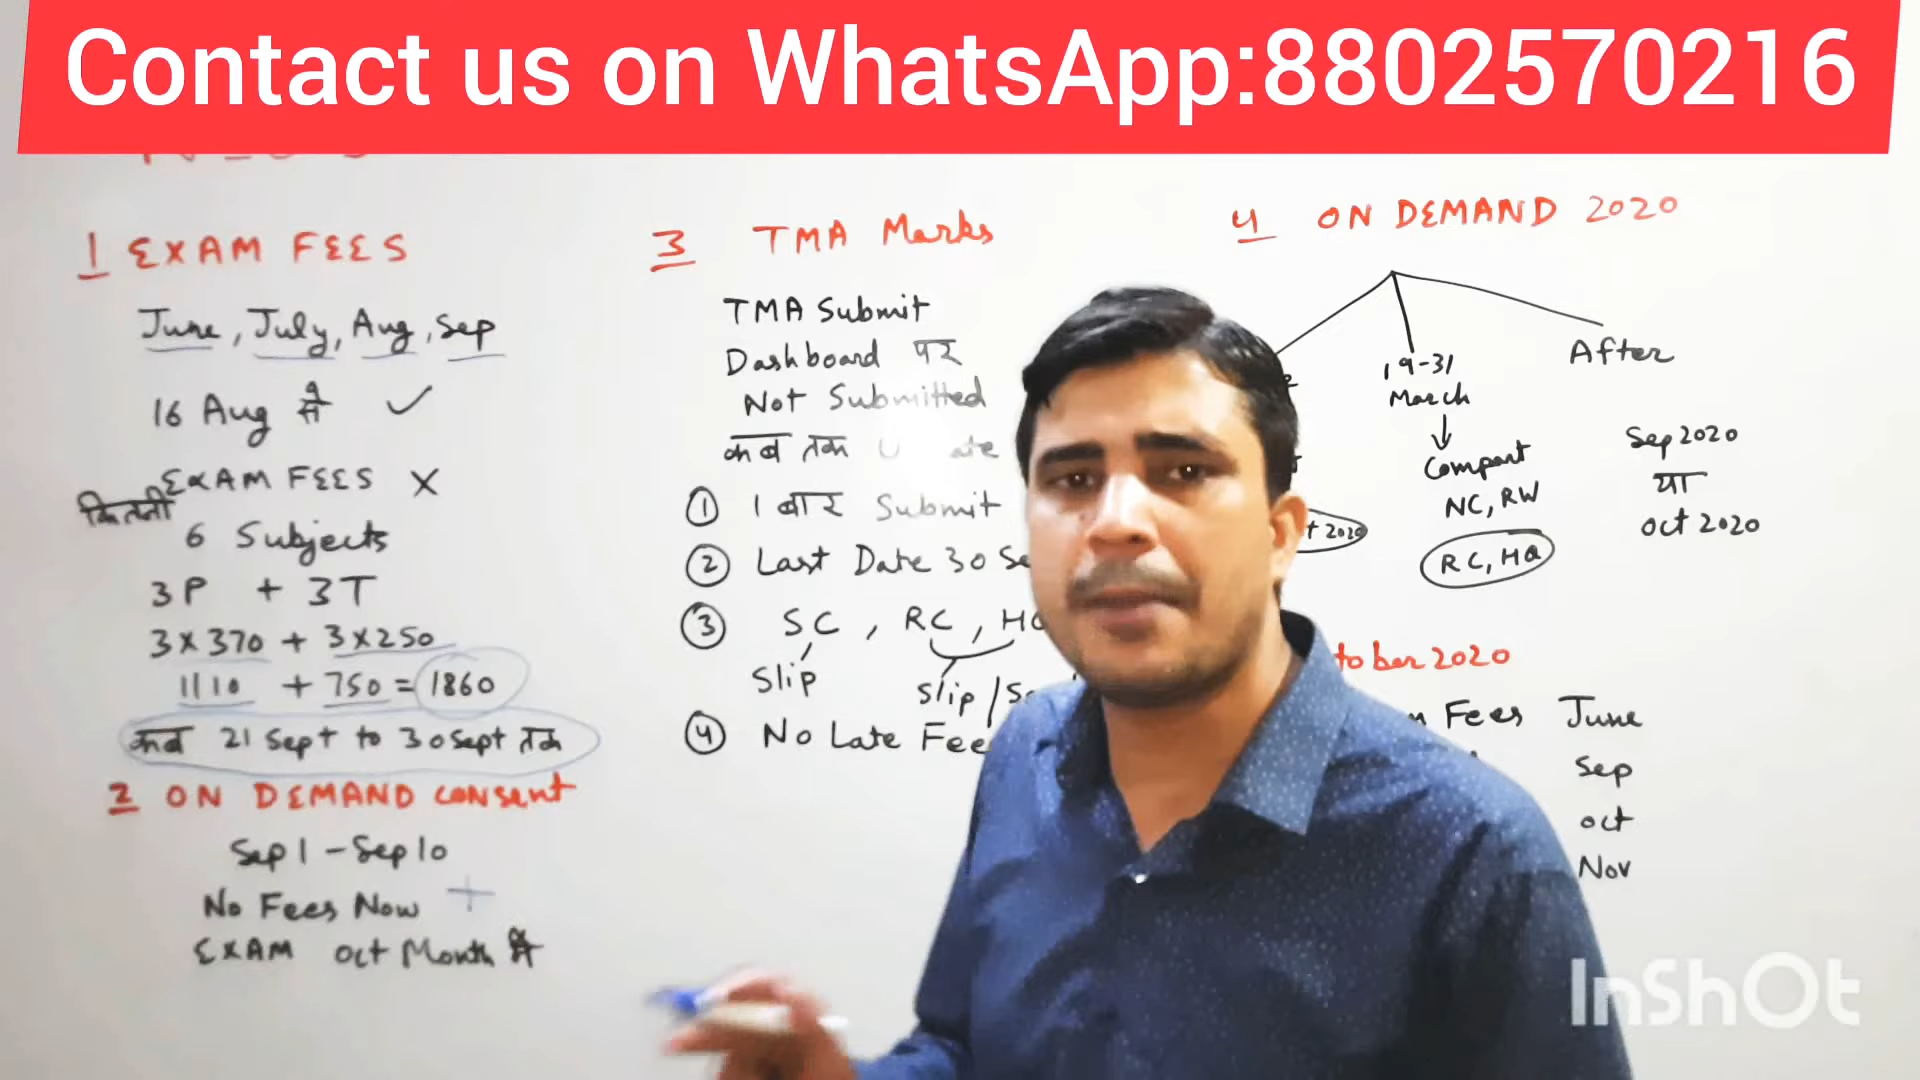 Contact us on WhatsApp:8802570216
1 EXAM FEES
June, July, Aug, Sep
16 Aug से ✓
EXAM FEES X
कितनी
6 Subjects
3P + 3T
3x370 + 3x250
1110 + 750 = 1860
कब 21 Sept to 30 Sept तक
2 ON DEMAND Consent
Sep 1 - Sep 10
No Fees Now +
EXAM Oct Month में
3 TMA Marks
TMA Submit
Dashboard पर
Not Submitted
कब तक
① 1 बार Submit
② Last Date 30
③ SC, RC,
Slip Slip /
④ No Late
4 ON DEMAND 2020
19-31 March
Compart
NC, RW
RC, HQ
After
Sep 2020
या
Oct 2020
2020
2020
Fees June
Sep
Oct
Nov
InShOt